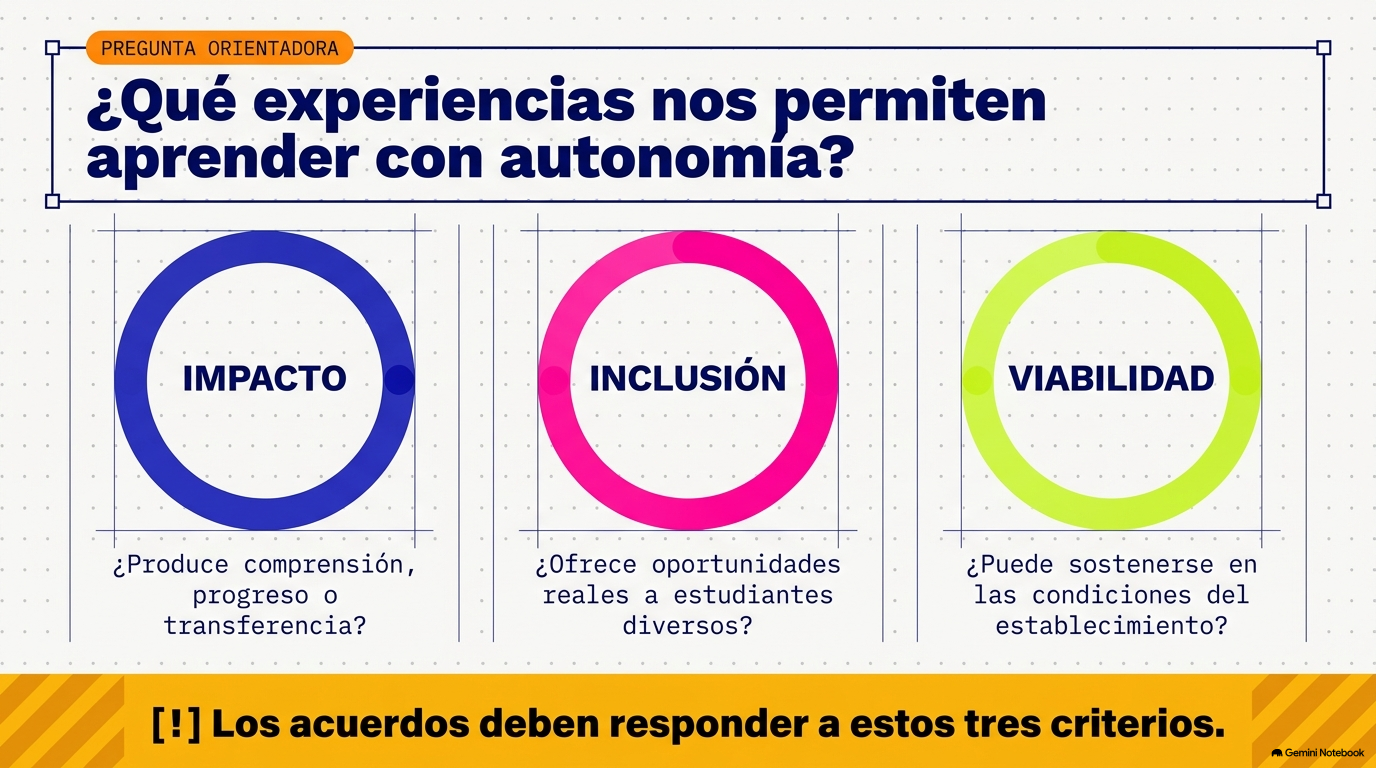 PREGUNTA ORIENTADORA
¿Qué experiencias nos permiten
aprender con autonomía?
IMPACTO
¿Produce comprensión,
progreso o
transferencia?
INCLUSIÓN
¿Ofrece oportunidades
reales a estudiantes
diversos?
VIABILIDAD
¿Puede sostenerse en
las condiciones del
establecimiento?
[!] Los acuerdos deben responder a estos tres criterios.
Gemini Notebook